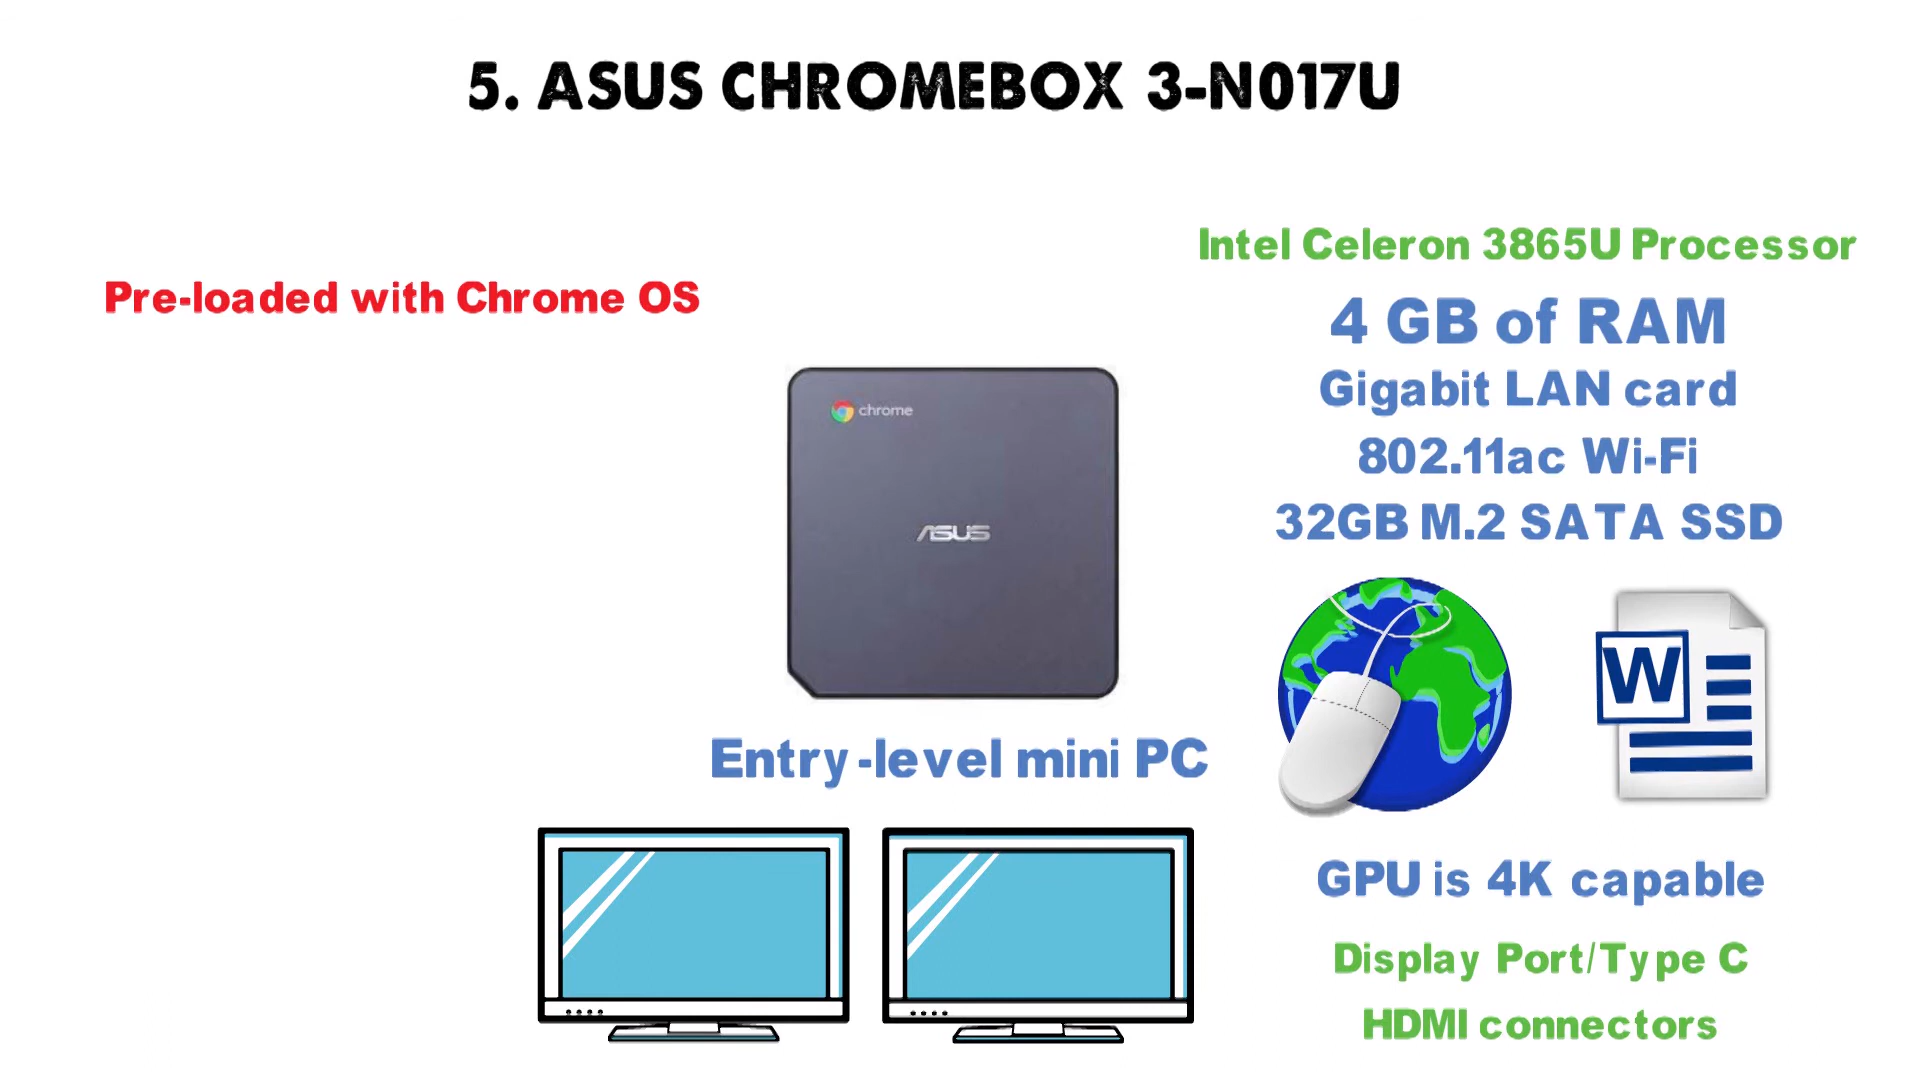 5. ASUS CHROMEBOX 3-N017U
Pre-loaded with Chrome OS
Intel Celeron 3865U Processor
4 GB of RAM
Gigabit LAN card
802.11ac Wi-Fi
32GB M.2 SATA SSD
chrome
ASUS
W
Entry-level mini PC
GPU is 4K capable
Display Port/Type C
HDMI connectors